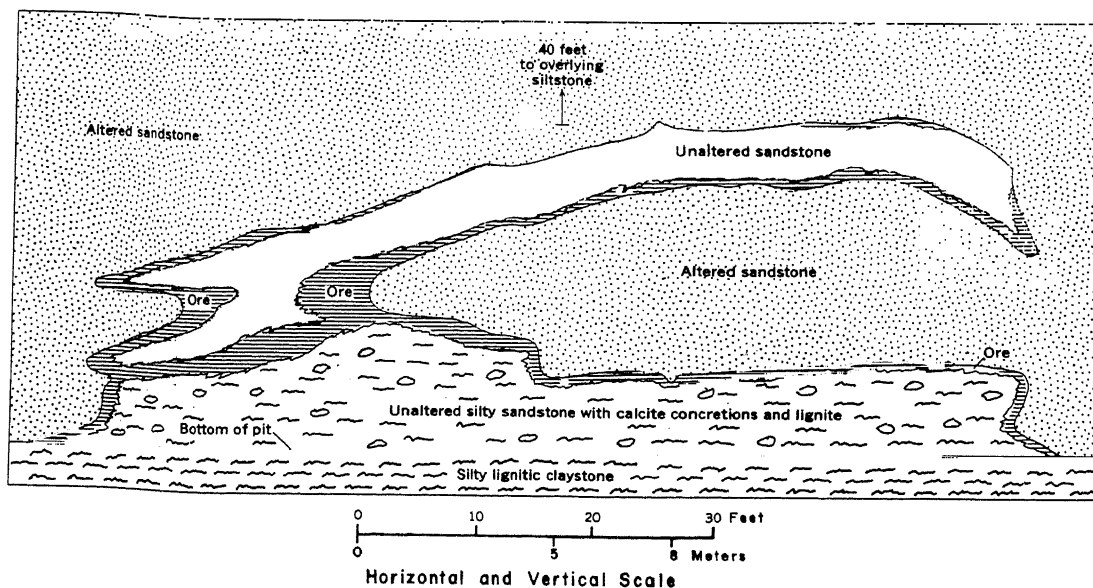 40 feet
to overlying
siltstone
Altered sandstone
Unaltered sandstone
Altered sandstone
Ore
Ore
Ore
Unaltered silty sandstone with calcite concretions and lignite
Bottom of pit
Silty lignitic claystone
0 10 20 30 Feet
0 5 8 Meters
Horizontal and Vertical Scale